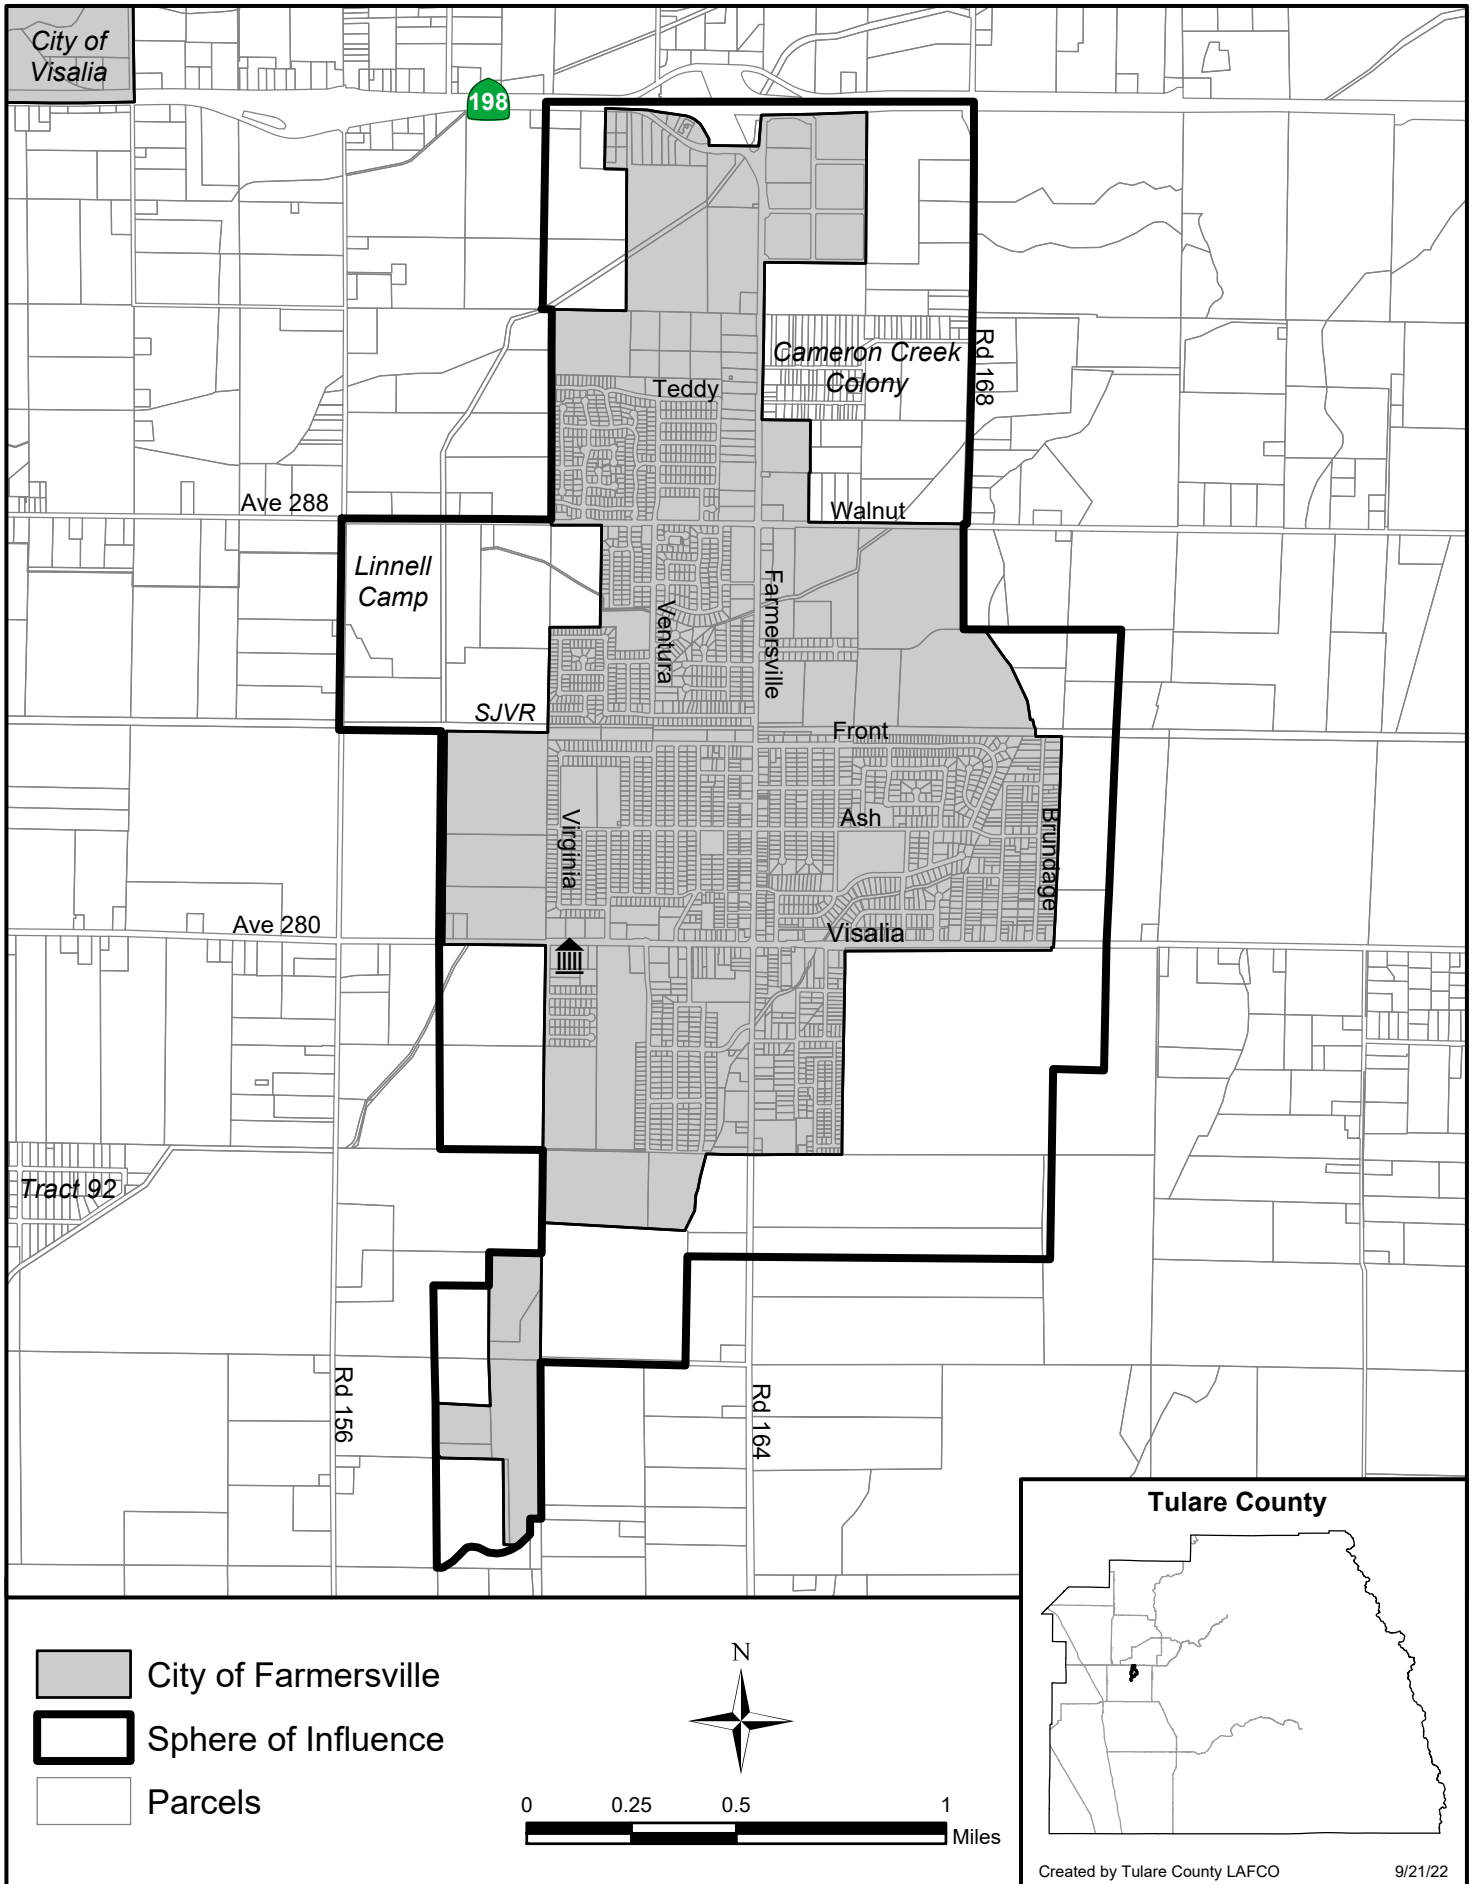 City of
Visalia
198
Cameron Creek
Colony
Rd 168
Teddy
Ave 288
Walnut
Linnell
Camp
Ventura
Farmersville
SJVR
Front
Virginia
Ash
Brundage
Ave 280
Visalia
Tract 92
Rd 156
Rd 164
Tulare County
City of Farmersville
Sphere of Influence
Parcels
N
0 0.25 0.5 1
Miles
Created by Tulare County LAFCO 9/21/22